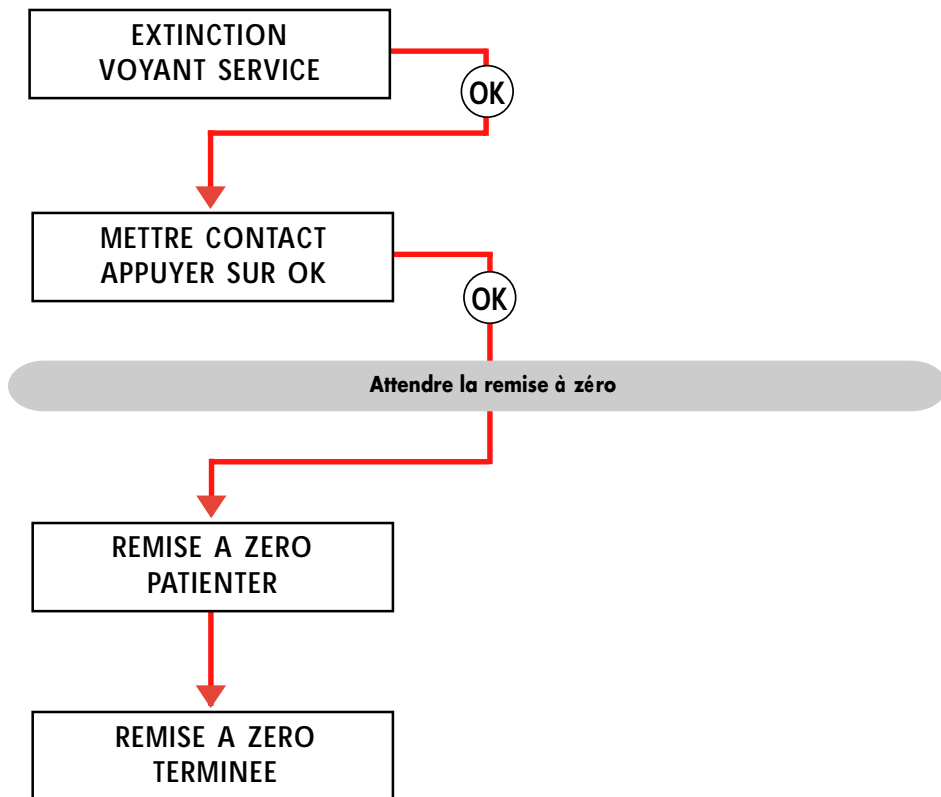 EXTINCTION
VOYANT SERVICE
OK
METTRE CONTACT
APPUYER SUR OK
OK
Attendre la remise à zéro
REMISE A ZERO
PATIENTER
REMISE A ZERO
TERMINEE